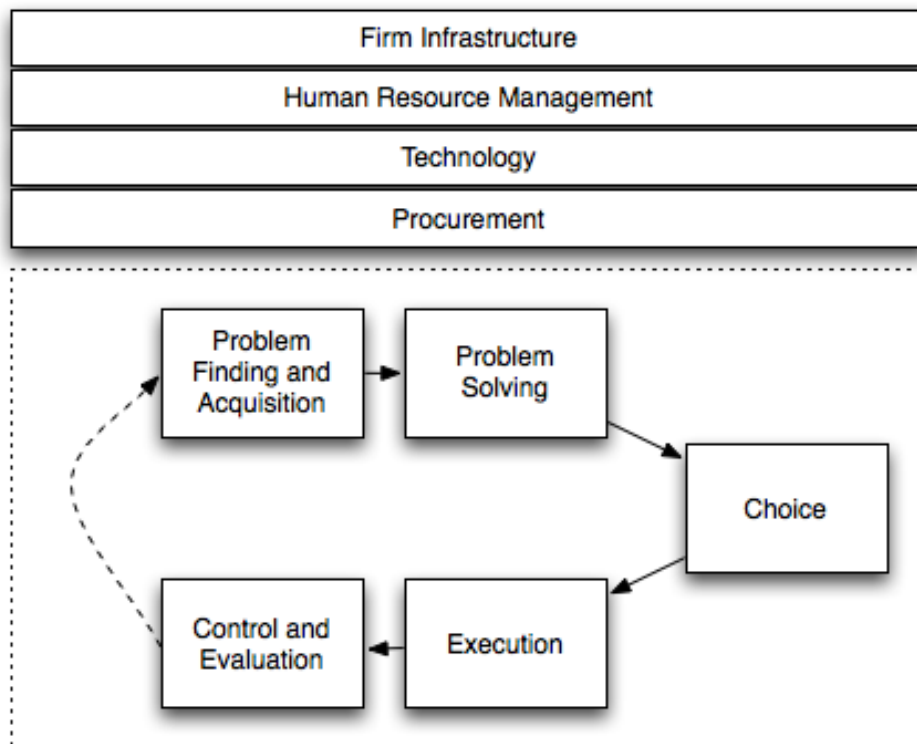 Firm Infrastructure
Human Resource Management
Technology
Procurement
Problem
Finding and
Acquisition
Problem
Solving
Choice
Control and
Evaluation
Execution